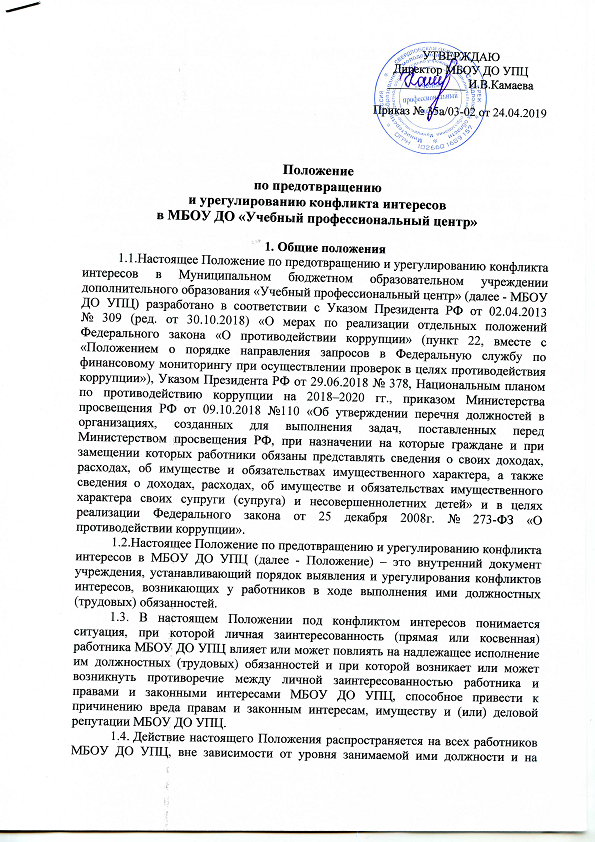 УТВЕРЖДАЮ
Директор МБОУ ДО УПЦ
И.В.Камаева
Приказ № 35а/03-02 от 24.04.2019
профессиональный
ОГРН 1026601689157
Положение
по предотвращению
и урегулированию конфликта интересов
в МБОУ ДО «Учебный профессиональный центр»
1. Общие положения
1.1.Настоящее Положение по предотвращению и урегулированию конфликта
интересов в Муниципальном бюджетном образовательном учреждении
дополнительного образования «Учебный профессиональный центр» (далее - МБОУ
ДО УПЦ) разработано в соответствии с Указом Президента РФ от 02.04.2013
№ 309 (ред. от 30.10.2018) «О мерах по реализации отдельных положений
Федерального закона «О противодействии коррупции» (пункт 22, вместе с
«Положением о порядке направления запросов в Федеральную службу по
финансовому мониторингу при осуществлении проверок в целях противодействия
коррупции»), Указом Президента РФ от 29.06.2018 № 378, Национальным планом
по противодействию коррупции на 2018–2020 гг., приказом Министерства
просвещения РФ от 09.10.2018 №110 «Об утверждении перечня должностей в
организациях, созданных для выполнения задач, поставленных перед
Министерством просвещения РФ, при назначении на которые граждане и при
замещении которых работники обязаны представлять сведения о своих доходах,
расходах, об имуществе и обязательствах имущественного характера, а также
сведения о доходах, расходах, об имуществе и обязательствах имущественного
характера своих супруги (супруга) и несовершеннолетних детей» и в целях
реализации Федерального закона от 25 декабря 2008г. № 273-ФЗ «О
противодействии коррупции».
1.2.Настоящее Положение по предотвращению и урегулированию конфликта
интересов в МБОУ ДО УПЦ (далее - Положение) – это внутренний документ
учреждения, устанавливающий порядок выявления и урегулирования конфликтов
интересов, возникающих у работников в ходе выполнения ими должностных
(трудовых) обязанностей.
1.3. В настоящем Положении под конфликтом интересов понимается
ситуация, при которой личная заинтересованность (прямая или косвенная)
работника МБОУ ДО УПЦ влияет или может повлиять на надлежащее исполнение
им должностных (трудовых) обязанностей и при которой возникает или может
возникнуть противоречие между личной заинтересованностью работника и
правами и законными интересами МБОУ ДО УПЦ, способное привести к
причинению вреда правам и законным интересам, имуществу и (или) деловой
репутации МБОУ ДО УПЦ.
1.4. Действие настоящего Положения распространяется на всех работников
МБОУ ДО УПЦ, вне зависимости от уровня занимаемой ими должности и на